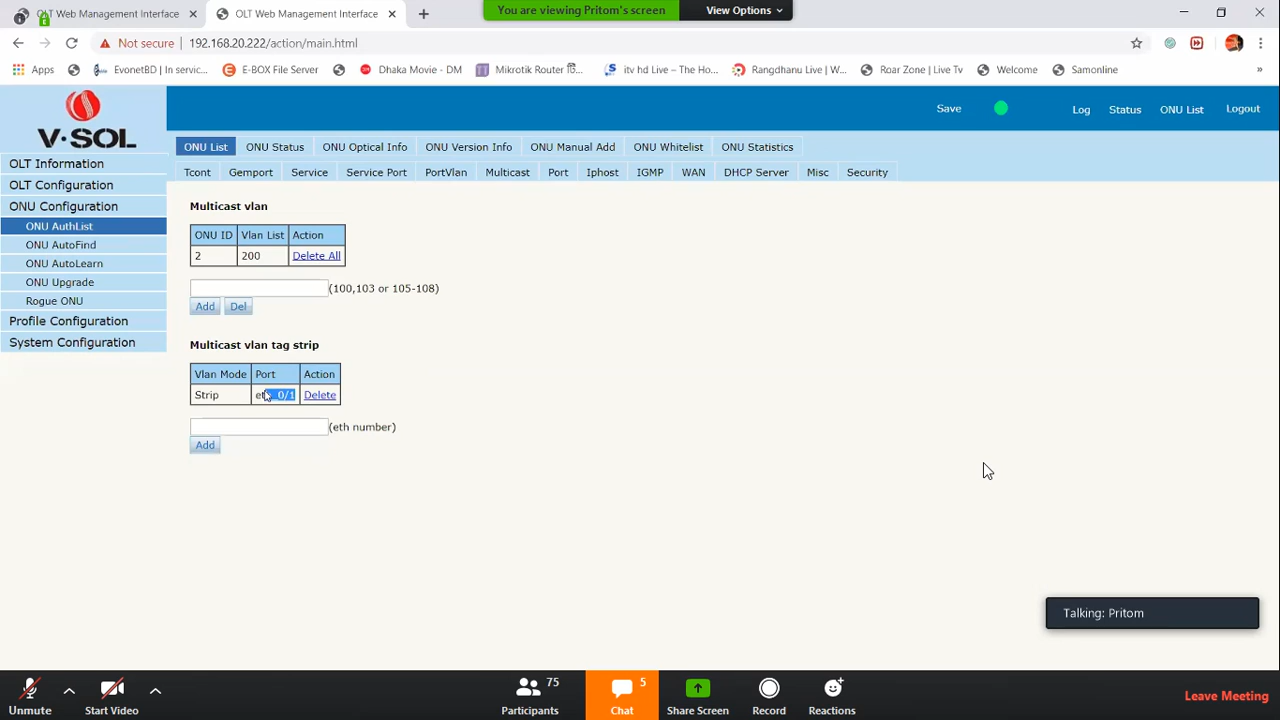 OLT Web Management Interface
OLT Web Management Interface
You are viewing Pritom's screen
View Options
Not secure
192.168.20.222/action/main.html
Apps
EvonetBD | In servic...
E-BOX File Server
Dhaka Movie - DM
Mikrotik Router
itv hd Live – The Ho...
Rangdhanu Live | W...
Roar Zone | Live Tv
Welcome
Samonline
»
V·SOL
Save
Log
Status
ONU List
Logout
OLT Information
OLT Configuration
ONU Configuration
ONU AuthList
ONU AutoFind
ONU AutoLearn
ONU Upgrade
Rogue ONU
Profile Configuration
System Configuration
ONU List
ONU Status
ONU Optical Info
ONU Version Info
ONU Manual Add
ONU Whitelist
ONU Statistics
Tcont
Gemport
Service
Service Port
PortVlan
Multicast
Port
Iphost
IGMP
WAN
DHCP Server
Misc
Security
Multicast vlan
ONU ID Vlan List Action
2 200 Delete All
(100,103 or 105-108)
Add Del
Multicast vlan tag strip
Vlan Mode Port Action
Strip 0/1 Delete
(eth number)
Add
Talking: Pritom
Unmute
Start Video
75
Participants
5
Chat
Share Screen
Record
Reactions
Leave Meeting